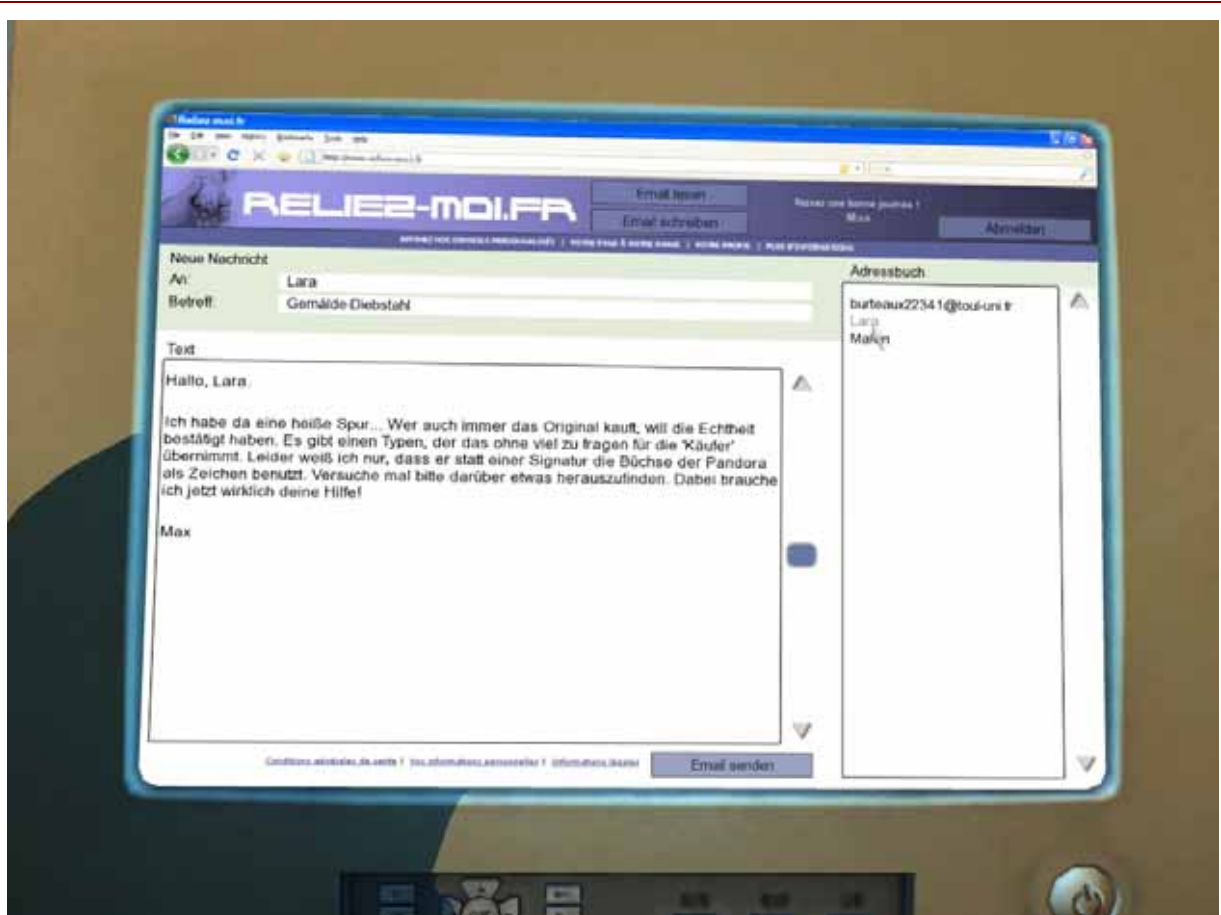 Reliez-moi.fr
RELIEZ-MOI.FR
Email lesen
Email schreiben
Abmelden
Neue Nachricht
An: Lara
Betreff: Gemälde-Diebstahl
Adressbuch
burteaux22341@toul-uni.fr
Lara
Text
Hallo, Lara.
Ich habe da eine heiße Spur... Wer auch immer das Original kauft, will die Echtheit
bestätigt haben. Es gibt einen Typen, der das ohne viel zu fragen für die 'Käufer'
übernimmt. Leider weiß ich nur, dass er statt einer Signatur die Büchse der Pandora
als Zeichen benutzt. Versuche mal bitte darüber etwas herauszufinden. Dabei brauche
ich jetzt wirklich deine Hilfe!
Max
Email senden